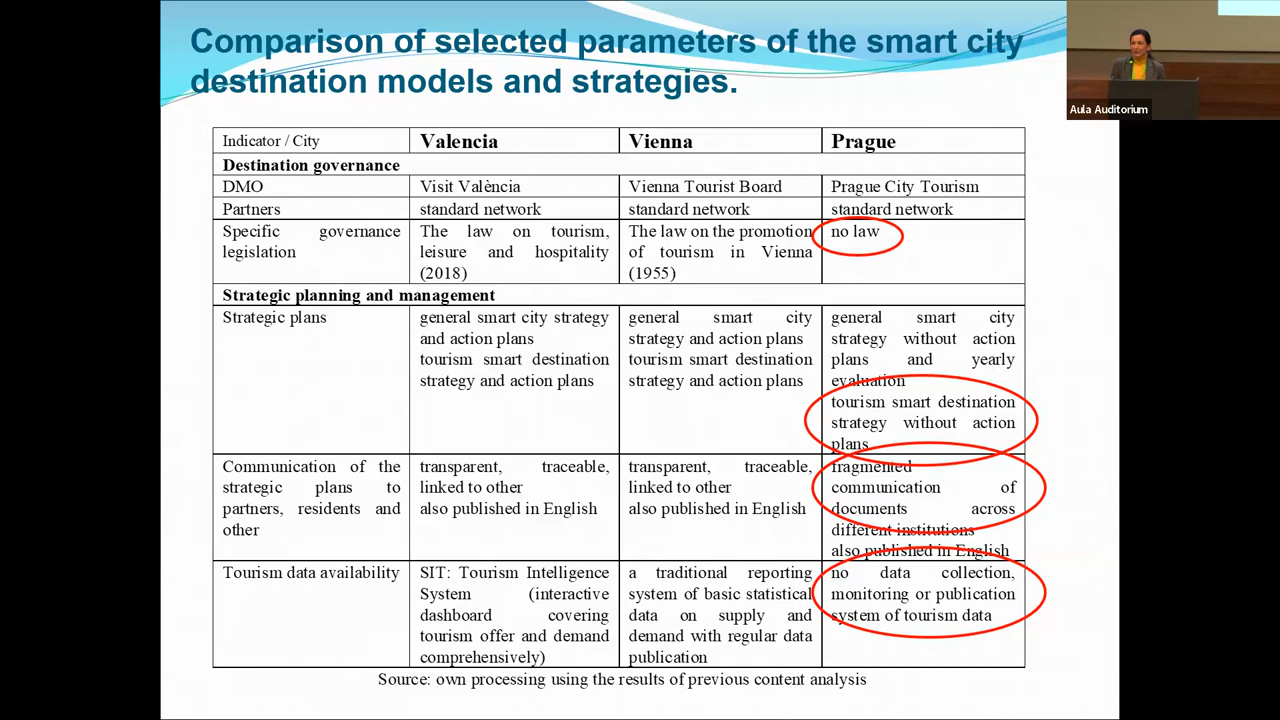 Comparison of selected parameters of the smart city
destination models and strategies.
Aula Auditorium
Indicator / City
Valencia
Vienna
Prague
Destination governance
DMO
Visit València
Vienna Tourist Board
Prague City Tourism
Partners
standard network
standard network
standard network
Specific governance
legislation
The law on tourism,
leisure and hospitality
(2018)
The law on the promotion
of tourism in Vienna
(1955)
no law
Strategic planning and management
Strategic plans
general smart city strategy
and action plans
tourism smart destination
strategy and action plans
general smart city
strategy and action plans
tourism smart destination
strategy and action plans
general smart city
strategy without action
plans and yearly
evaluation
tourism smart destination
strategy without action
plans
Communication of the
strategic plans to
partners, residents and
other
transparent, traceable,
linked to other
also published in English
transparent, traceable,
linked to other
also published in English
fragmented
communication of
documents across
different institutions
also published in English
Tourism data availability
SIT: Tourism Intelligence
System (interactive
dashboard covering
tourism offer and demand
comprehensively)
a traditional reporting
system of basic statistical
data on supply and
demand with regular data
publication
no data collection,
monitoring or publication
system of tourism data
Source: own processing using the results of previous content analysis